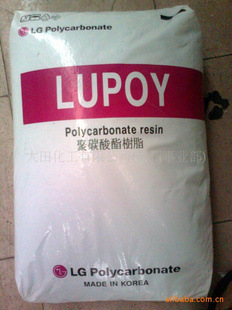 LG Polycarbonate
LUPOY
Polycarbonate resin
聚碳酸酯樹脂
LG Polycarbonate
MADE IN KOREA